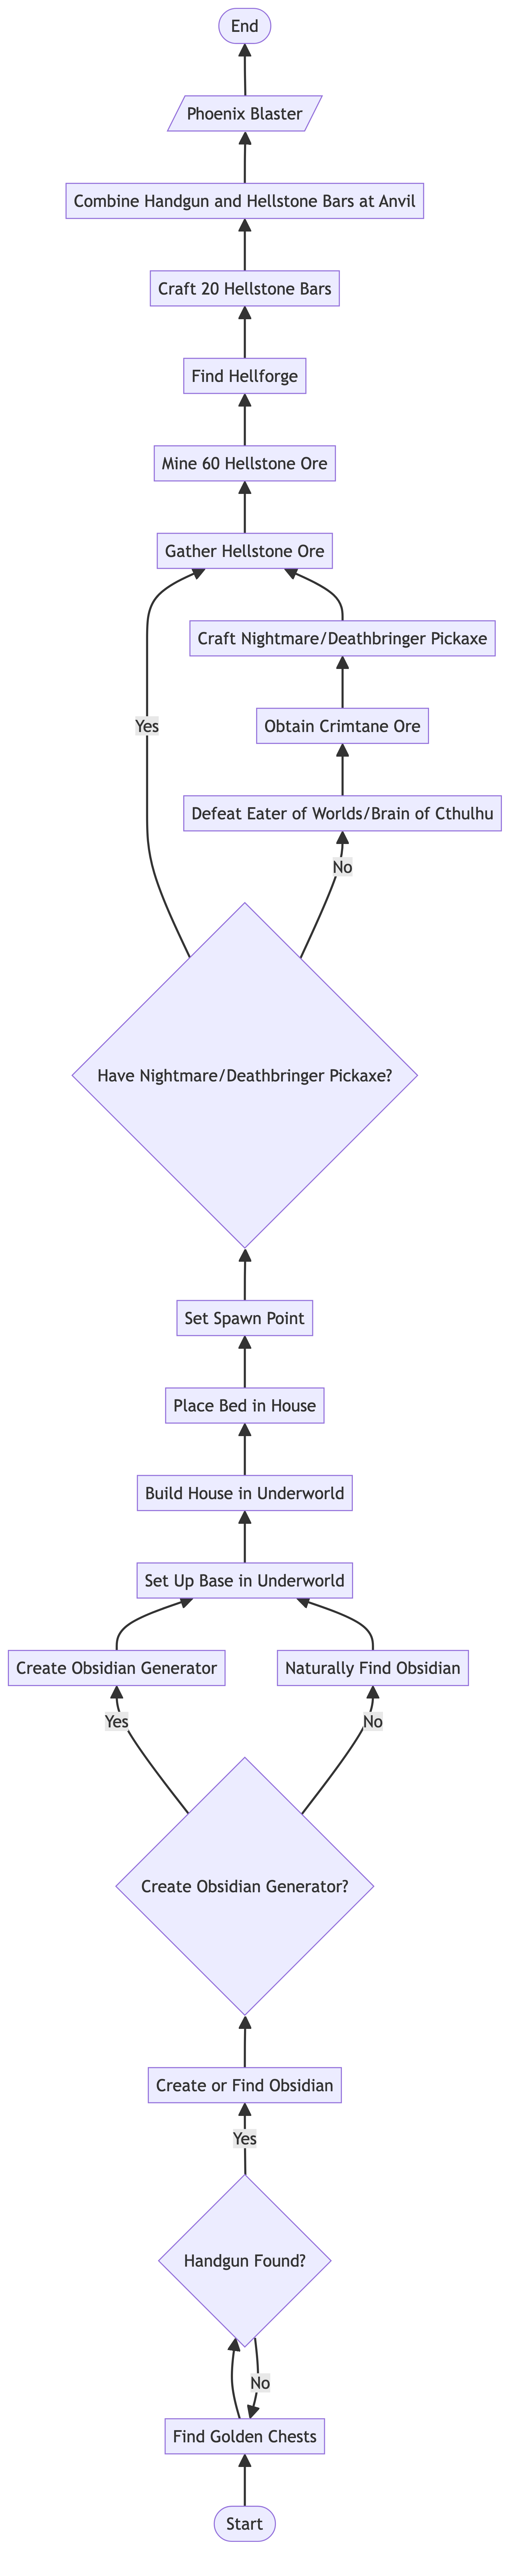 End
Phoenix Blaster
Combine Handgun and Hellstone Bars at Anvil
Craft 20 Hellstone Bars
Find Hellforge
Mine 60 Hellstone Ore
Gather Hellstone Ore
Craft Nightmare/Deathbringer Pickaxe
Yes
Obtain Crimtane Ore
Defeat Eater of Worlds/Brain of Cthulhu
No
Have Nightmare/Deathbringer Pickaxe?
Set Spawn Point
Place Bed in House
Build House in Underworld
Set Up Base in Underworld
Create Obsidian Generator
Naturally Find Obsidian
Yes
No
Create Obsidian Generator?
Create or Find Obsidian
Yes
Handgun Found?
No
Find Golden Chests
Start